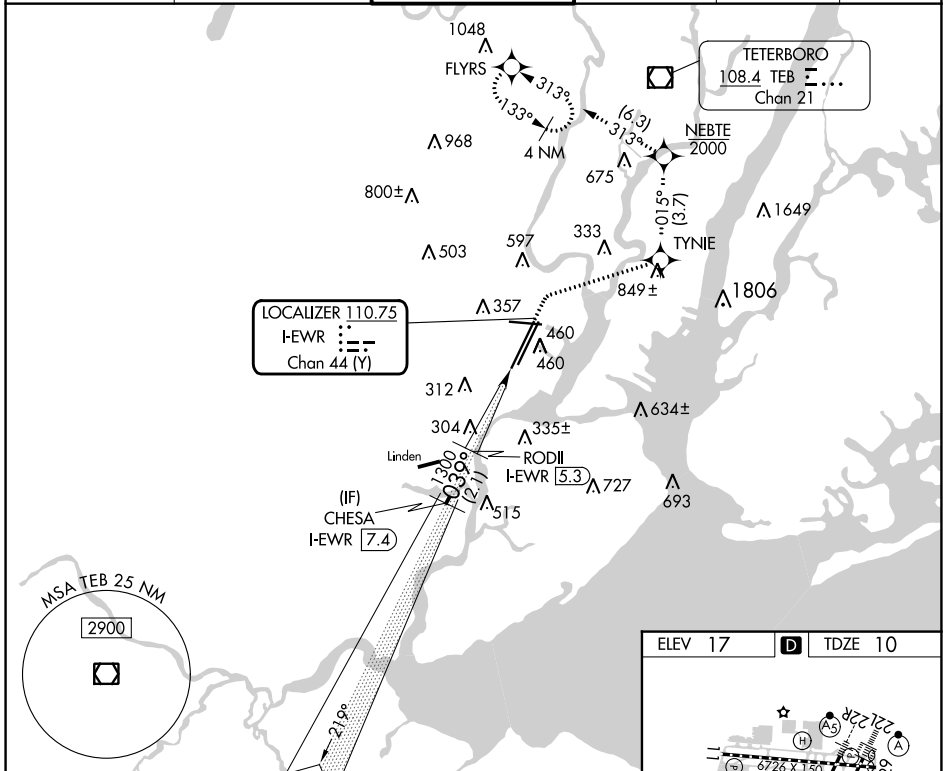 1048
FLYRS
313°
133°
4 NM
(6.3)
313°
TETERBORO
108.4 TEB
Chan 21
NEBTE
2000
968
675
800±
015°
(3.7)
1649
503
597
333
TYNIE
849±
1806
LOCALIZER 110.75
I-EWR
Chan 44 (Y)
357
460
460
312
634±
304
335±
Linden
RODII
I-EWR 5.3
1300
039°
(2.1)
727
693
(IF)
CHESA
I-EWR 7.4
515
MSA TEB 25 NM
2900
219°
ELEV 17
D
TDZE 10
A5
22R
22L
A
H
P
6726 X 150